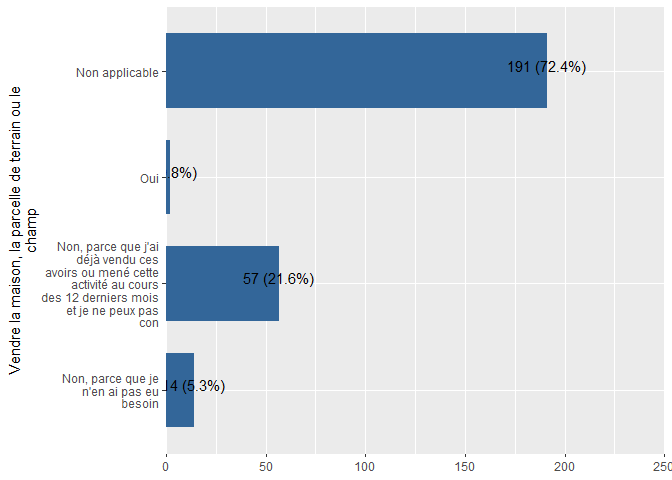 Vendre la maison, la parcelle de terrain ou le
champ
Non applicable
191 (72.4%)
Oui
8%)
Non, parce que j'ai
déjà vendu ces
avoirs ou mené cette
activité au cours
des 12 derniers mois
et je ne peux pas
con
57 (21.6%)
Non, parce que je
n'en ai pas eu
besoin
14 (5.3%)
0
50
100
150
200
250